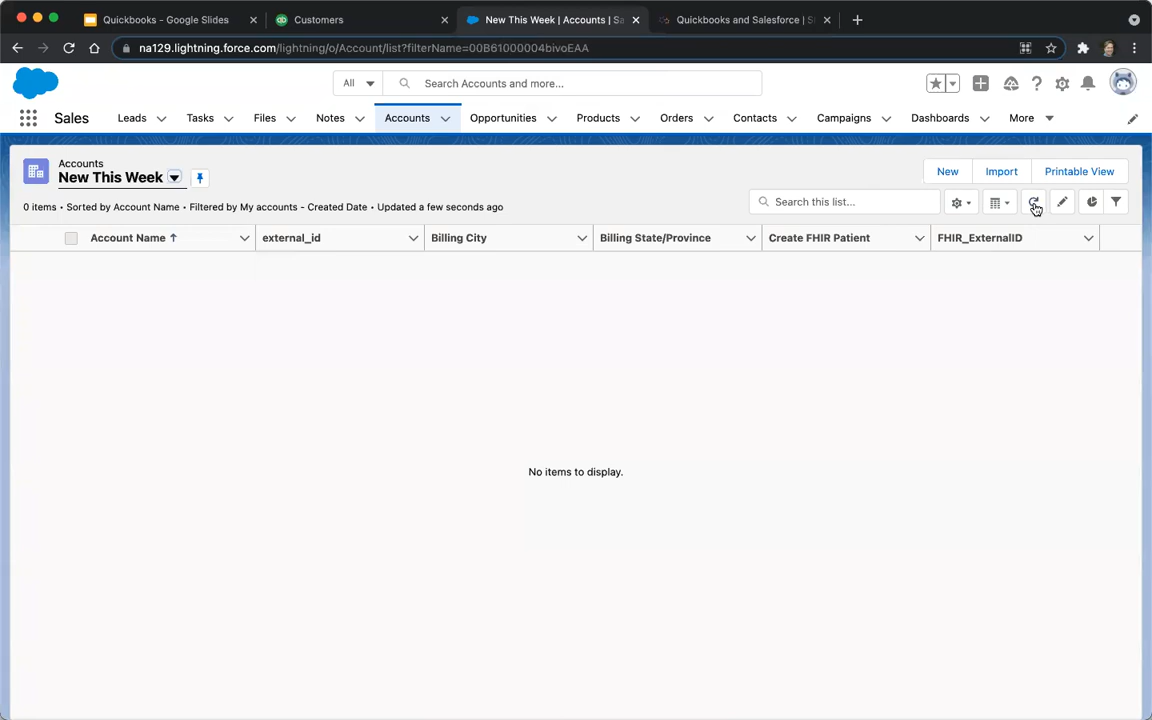 Quickbooks - Google Slides
Customers
New This Week | Accounts | Sa
Quickbooks and Salesforce | S
na129.lightning.force.com/lightning/o/Account/list?filterName=00B61000004bivoEAA
All
Search Accounts and more...
Sales
Leads
Tasks
Files
Notes
Accounts
Opportunities
Products
Orders
Contacts
Campaigns
Dashboards
More
Accounts
New This Week
New
Import
Printable View
0 items • Sorted by Account Name • Filtered by My accounts - Created Date • Updated a few seconds ago
Search this list...
Account Name
external_id
Billing City
Billing State/Province
Create FHIR Patient
FHIR_ExternalID
No items to display.